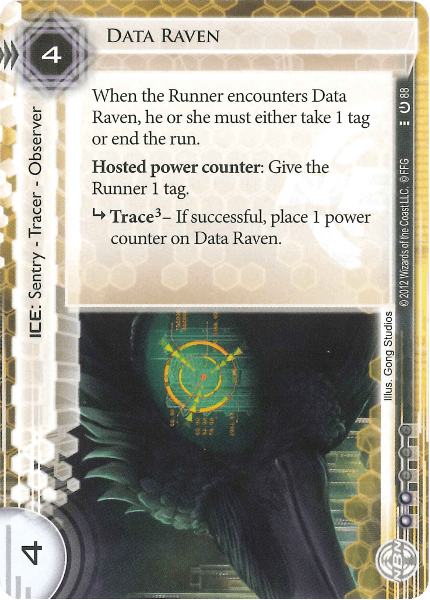 4
DATA RAVEN
When the Runner encounters Data
Raven, he or she must either take 1 tag
or end the run.
Hosted power counter: Give the
Runner 1 tag.
↳ Trace³– If successful, place 1 power
counter on Data Raven.
ICE: Sentry - Tracer - Observer
88
© 2012 Wizards of the Coast LLC. © FFG
Illus. Gong Studios
4
NBN